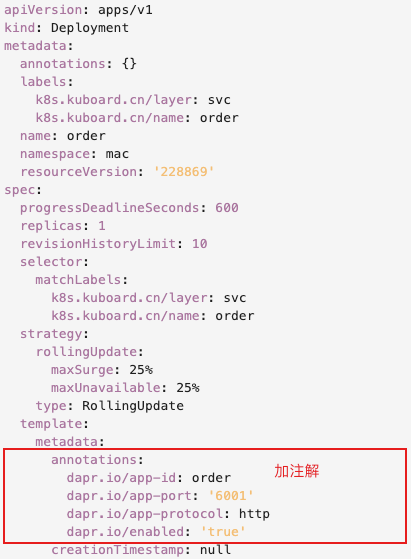 apiVersion: apps/v1
kind: Deployment
metadata:
  annotations: {}
  labels:
    k8s.kuboard.cn/layer: svc
    k8s.kuboard.cn/name: order
  name: order
  namespace: mac
  resourceVersion: '228869'
spec:
  progressDeadlineSeconds: 600
  replicas: 1
  revisionHistoryLimit: 10
  selector:
    matchLabels:
      k8s.kuboard.cn/layer: svc
      k8s.kuboard.cn/name: order
  strategy:
    rollingUpdate:
      maxSurge: 25%
      maxUnavailable: 25%
    type: RollingUpdate
  template:
    metadata:
      annotations:
加注解
        dapr.io/app-id: order
        dapr.io/app-port: '6001'
        dapr.io/app-protocol: http
        dapr.io/enabled: 'true'
      creationTimestamp: null